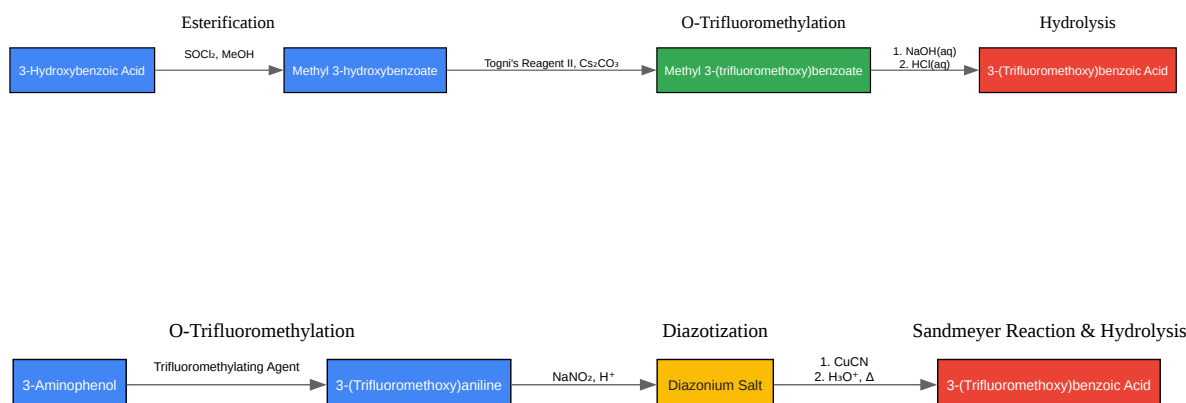 Esterification
O-Trifluoromethylation
Hydrolysis
3-Hydroxybenzoic Acid
SOCl₂, MeOH
Methyl 3-hydroxybenzoate
Togni's Reagent II, Cs₂CO₃
Methyl 3-(trifluoromethoxy)benzoate
1. NaOH(aq)
2. HCl(aq)
3-(Trifluoromethoxy)benzoic Acid
O-Trifluoromethylation
Diazotization
Sandmeyer Reaction & Hydrolysis
3-Aminophenol
Trifluoromethylating Agent
3-(Trifluoromethoxy)aniline
NaNO₂, H⁺
Diazonium Salt
1. CuCN
2. H₃O⁺, Δ
3-(Trifluoromethoxy)benzoic Acid